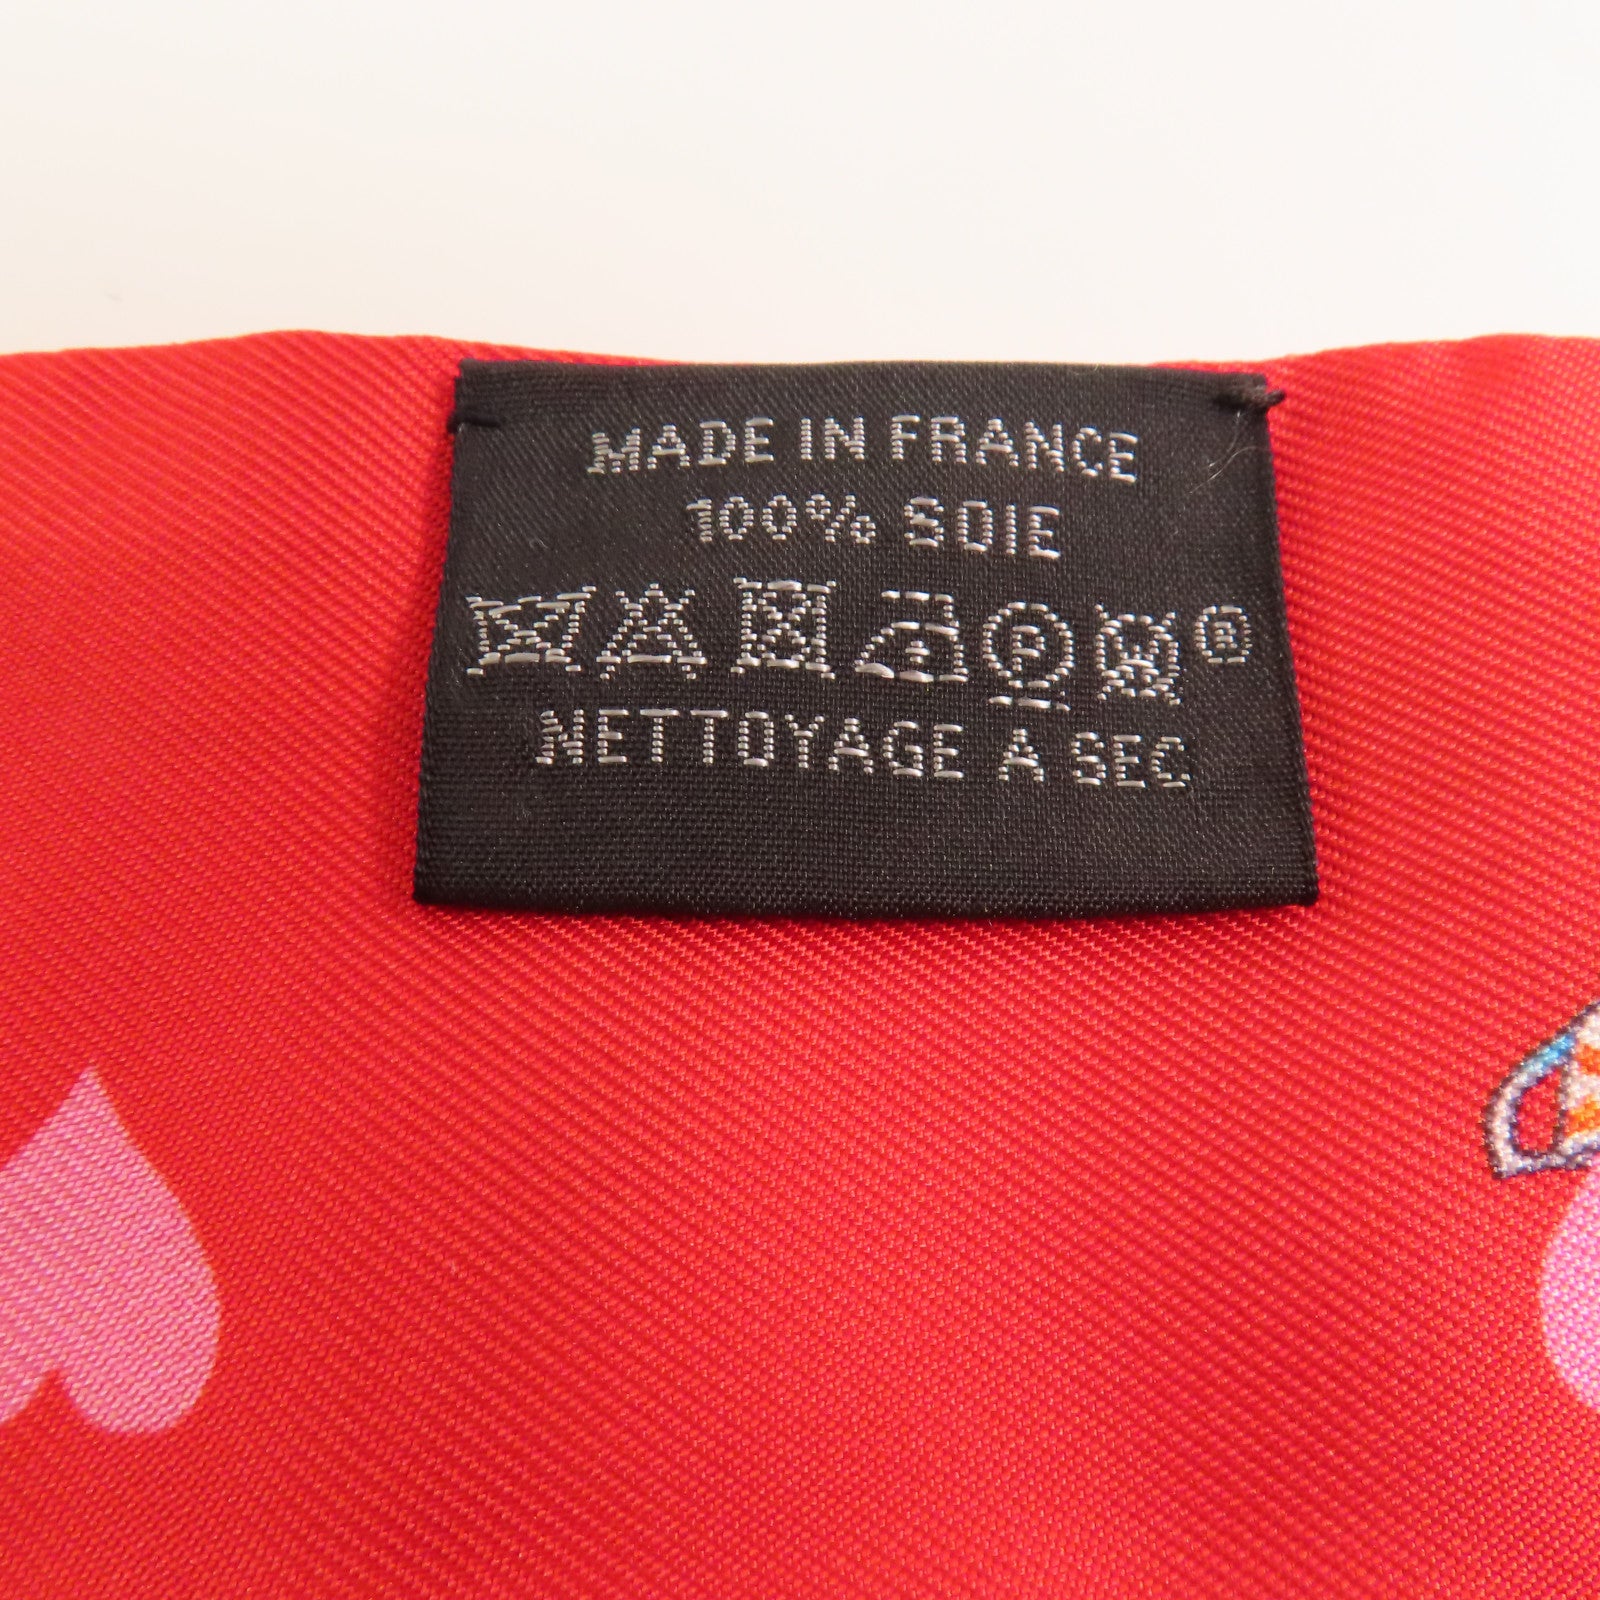 MADE IN FRANCE
100% SOIE
P W ®
NETTOYAGE A SEC